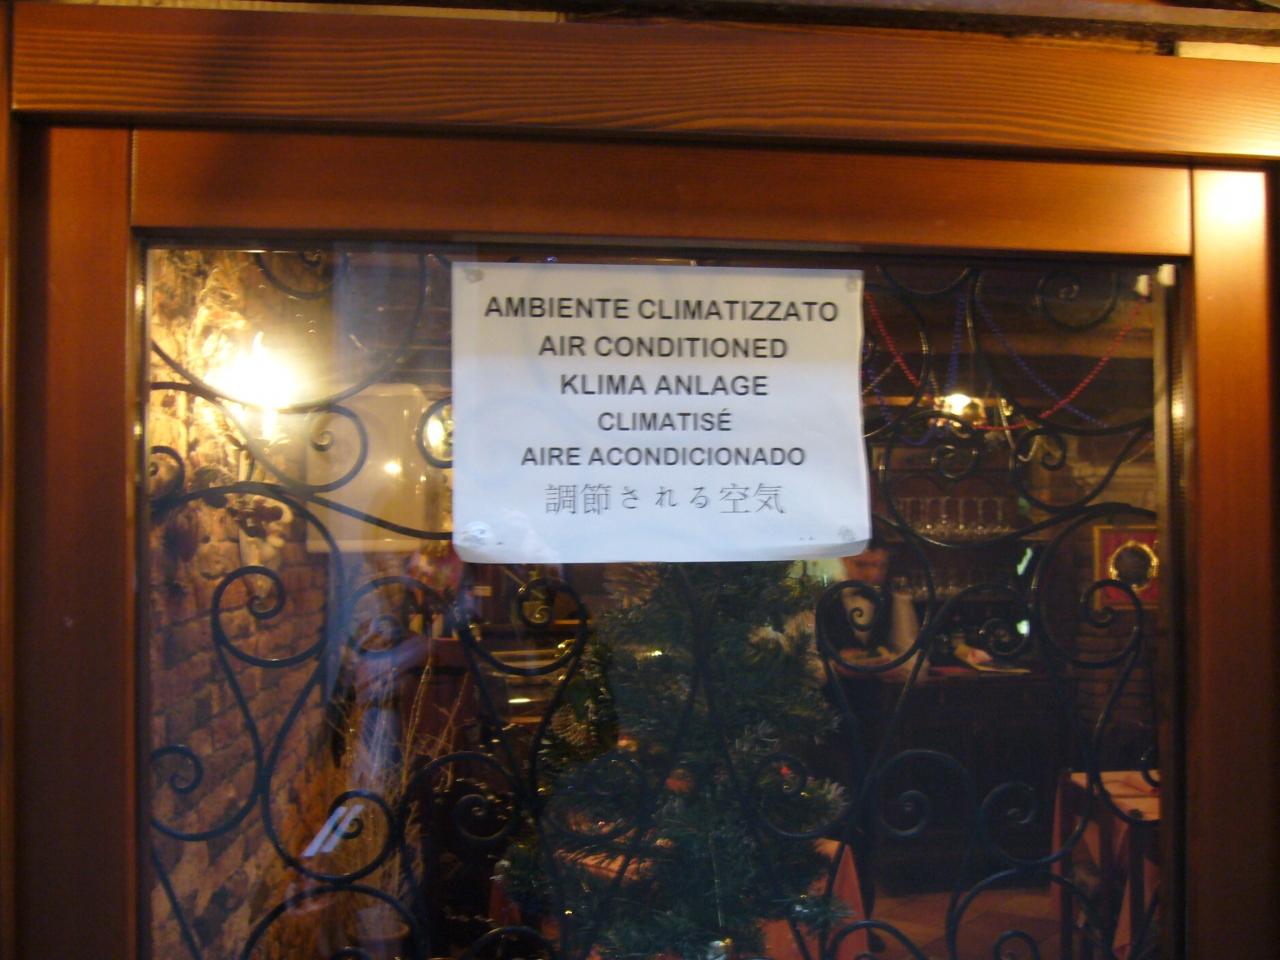 AMBIENTE CLIMATIZZATO
AIR CONDITIONED
KLIMA ANLAGE
CLIMATISÉ
AIRE ACONDICIONADO
調節される空気